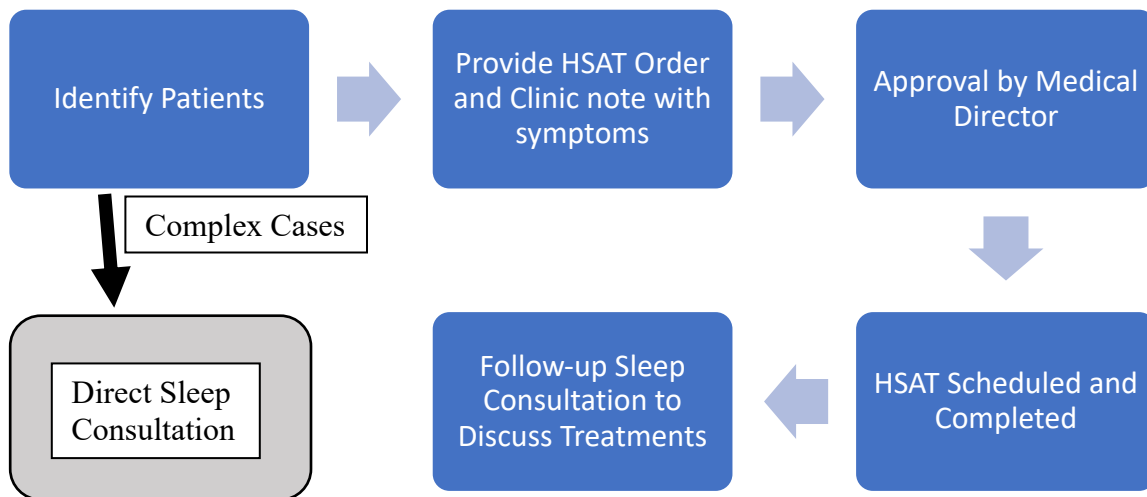 Identify Patients
Provide HSAT Order
and Clinic note with
symptoms
Approval by Medical
Director
Complex Cases
Direct Sleep
Consultation
Follow-up Sleep
Consultation to
Discuss Treatments
HSAT Scheduled and
Completed